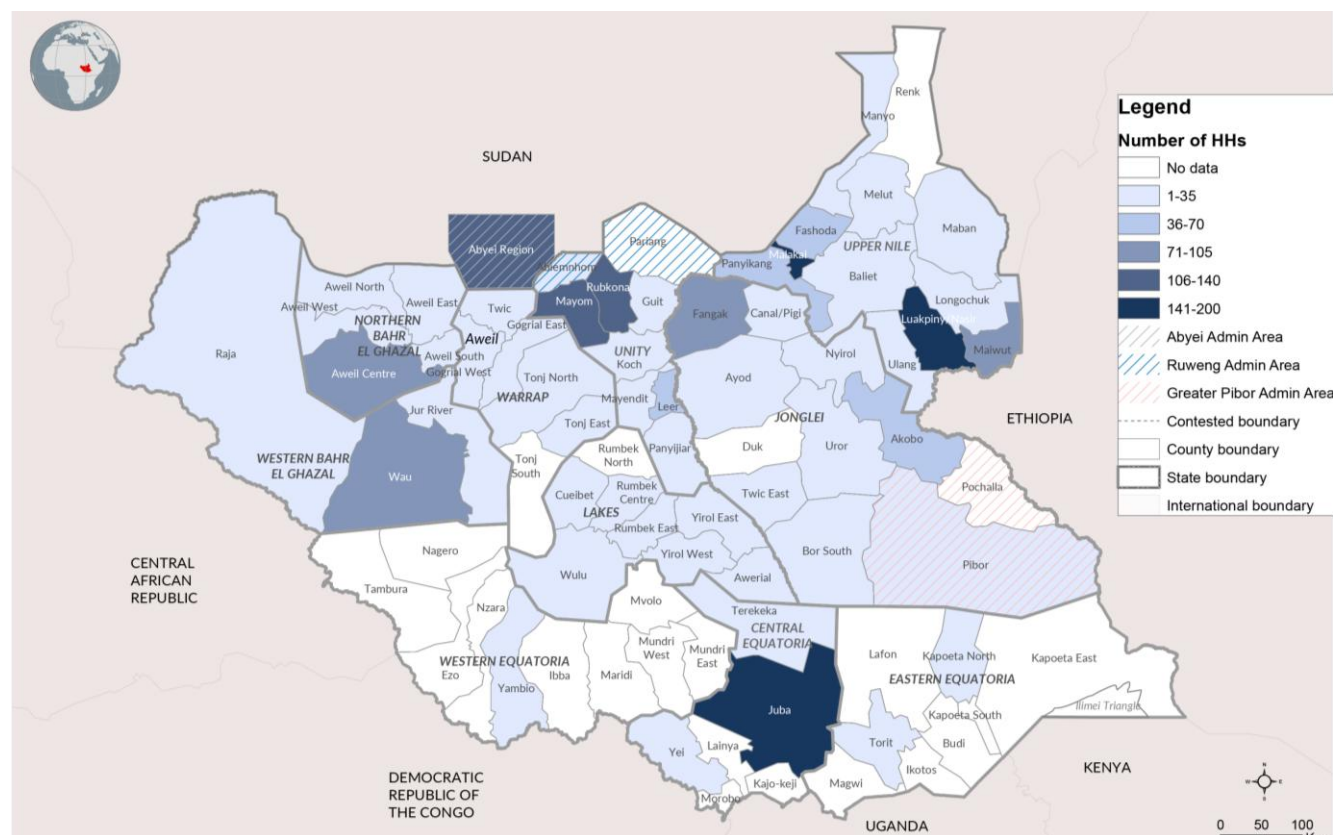 Renk
Manyo
SUDAN
Melut
Fashoda
Maban
Pariang
Abyei Region
UPPER NILE
Malakal
Abiemnhom
Panyikang
Rubkona
Baliet
Aweil North
Mayom
Guit
Longochuk
Aweil East
Aweil West
Twic
Fangak
Canal/Pigi
Luakpiny/Nasir
NORTHERN
BAHR
EL GHAZAL
Gogrial East
Aweil
Maiwut
Nyirol
Raja
Aweil South
UNITY
Koch
Ulang
Gogrial West
Aweil Centre
Tonj North
Ayod
WARRAP
Mayendit
Leer
Jur River
JONGLEI
Tonj East
ETHIOPIA
Akobo
Panyijiar
Duk
Uror
WESTERN BAHR
EL GHAZAL
Rumbek
North
Tonj
South
Wau
Pochalla
Cueibet
Rumbek
Centre
Twic East
LAKES
Yirol East
Rumbek East
Nagero
Yirol West
Bor South
Pibor
CENTRAL
AFRICAN
REPUBLIC
Wulu
Awerial
Tambura
Mvolo
Nzara
Terekeka
CENTRAL
EQUATORIA
Mundri
West
Mundri
East
Lafon
Kapoeta North
Kapoeta East
WESTERN EQUATORIA
Ezo
Ibba
Maridi
EASTERN EQUATORIA
Yambio
Juba
Ilimei Triangle
Kapoeta South
Yei
Lainya
Torit
Budi
Ikotos
KENYA
DEMOCRATIC
REPUBLIC OF
THE CONGO
Morobo
Kajo-keji
Magwi
UGANDA
Legend
Number of HHs
No data
1-35
36-70
71-105
106-140
141-200
Abyei Admin Area
Ruweng Admin Area
Greater Pibor Admin Area
Contested boundary
County boundary
State boundary
International boundary
N
W E
S
0 50 100